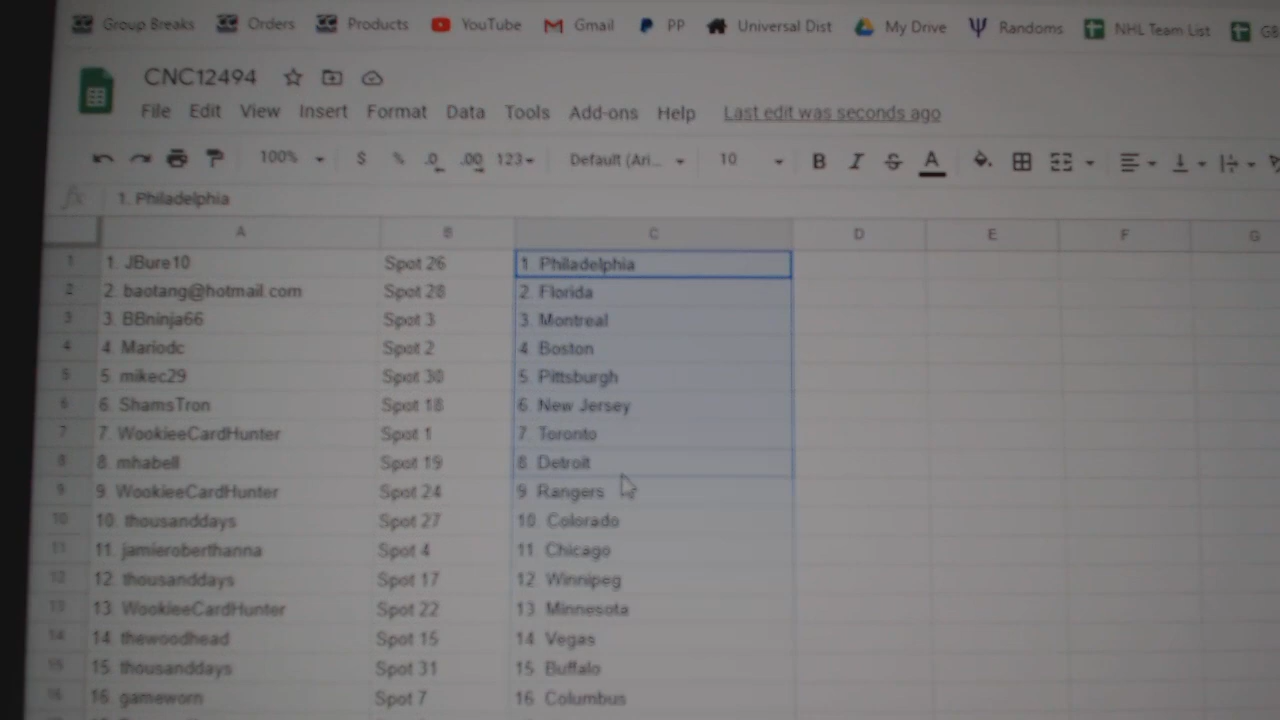 Group Breaks Orders Products YouTube Gmail PP Universal Dist My Drive Randoms NHL Team List
CNC12494
File Edit View Insert Format Data Tools Add-ons Help Last edit was seconds ago
100% $ % .0 .00 123 Default (Ari... 10 B I S A
fx 1. Philadelphia
A B C D E F G
1 1. JBure10 Spot 26 1. Philadelphia
2 2. baotang@hotmail.com Spot 28 2. Florida
3 3. BBninja66 Spot 3 3. Montreal
4 4. Mariodc Spot 2 4. Boston
5 5. mikec29 Spot 30 5. Pittsburgh
6 6. ShamsTron Spot 18 6. New Jersey
7 7. WookieeCardHunter Spot 1 7. Toronto
8 8. mhabell Spot 19 8. Detroit
9 9. WookieeCardHunter Spot 24 9. Rangers
10 10. thousanddays Spot 27 10. Colorado
11 11. jamieroberthanna Spot 4 11. Chicago
12 12. thousanddays Spot 17 12. Winnipeg
13 13. WookieeCardHunter Spot 22 13. Minnesota
14 14. thewoodhead Spot 15 14. Vegas
15 15. thousanddays Spot 31 15. Buffalo
16 16. gameworn Spot 7 16. Columbus